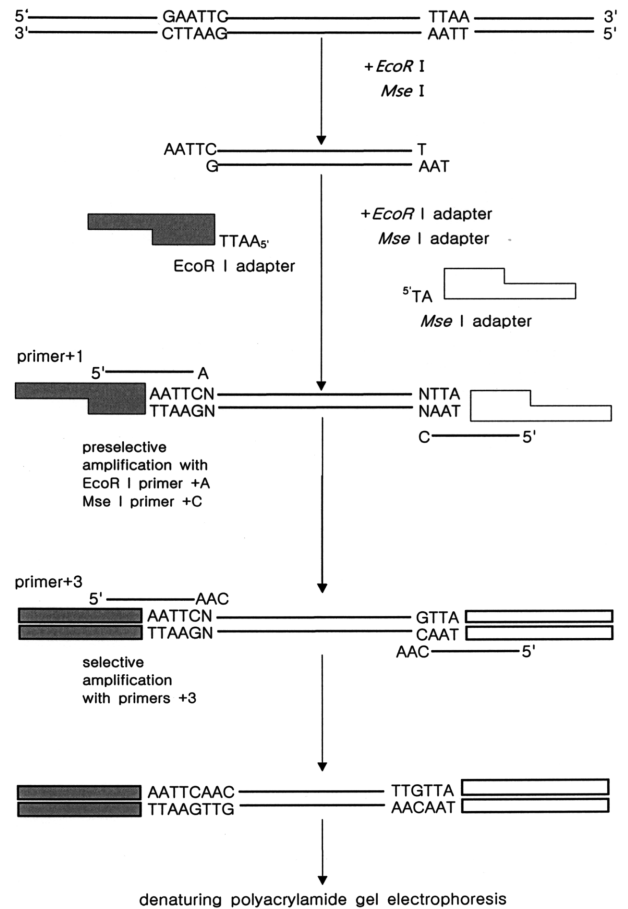 5' GAATTC TTAA 3'
3' CTTAAG AATT 5'
+EcoR I
Mse I
AATTC T
G AAT
+EcoR I adapter
Mse I adapter
TTAA5'
EcoR I adapter
5'TA
Mse I adapter
primer+1
5' A
AATTCN NTTA
TTAAGN NAAT
C 5'
preselective
amplification with
EcoR I primer +A
Mse I primer +C
primer+3
5' AAC
AATTCN GTTA
TTAAGN CAAT
AAC 5'
selective
amplification
with primers +3
AATTCAAC TTGTTA
TTAAGTTG AACAAT
denaturing polyacrylamide gel electrophoresis